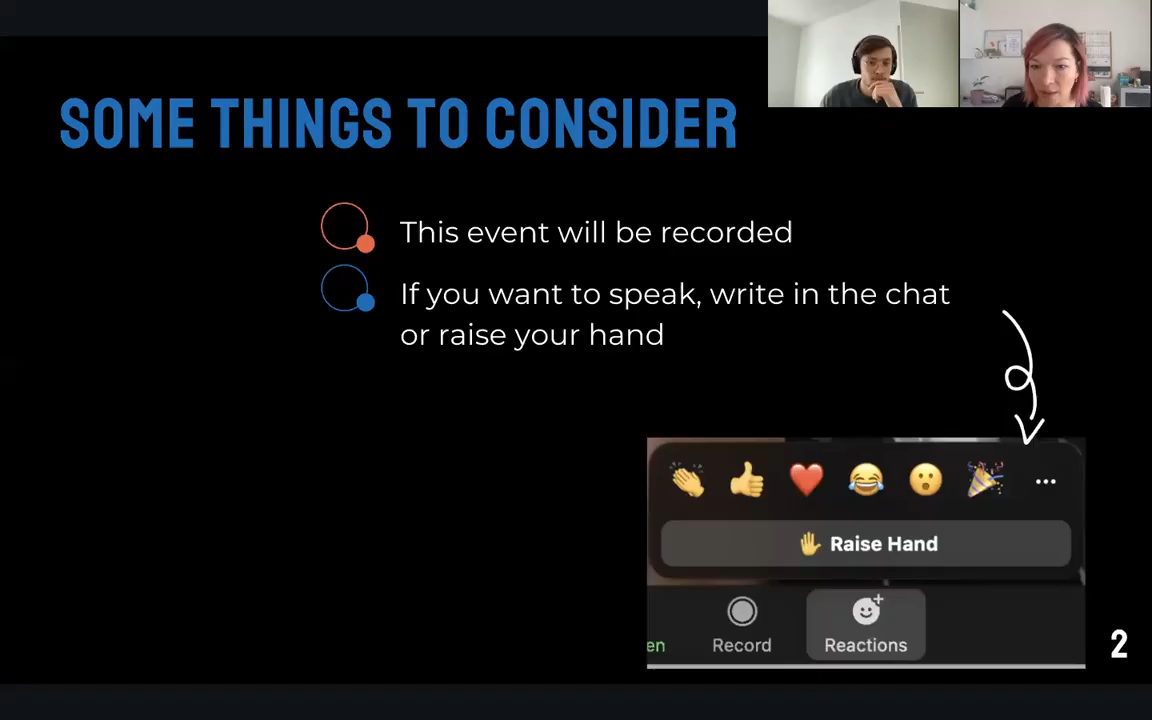 SOME THINGS TO CONSIDER
This event will be recorded
If you want to speak, write in the chat
or raise your hand
Raise Hand
en Record Reactions
2